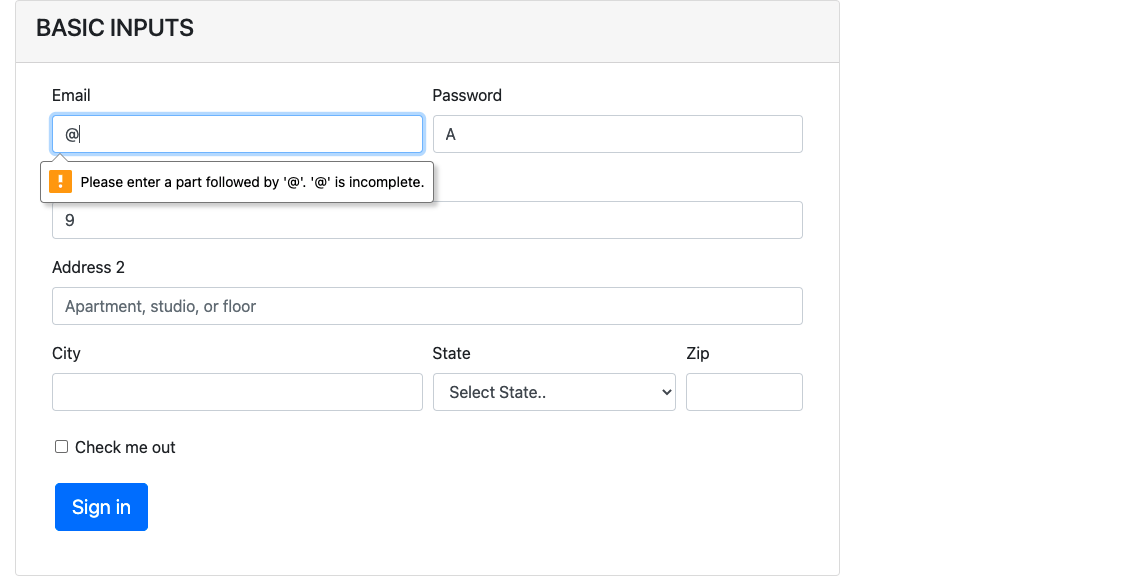 BASIC INPUTS
Email Password
@ A
Please enter a part followed by '@'. '@' is incomplete.
9
Address 2
Apartment, studio, or floor
City State Zip
Select State..
Check me out
Sign in